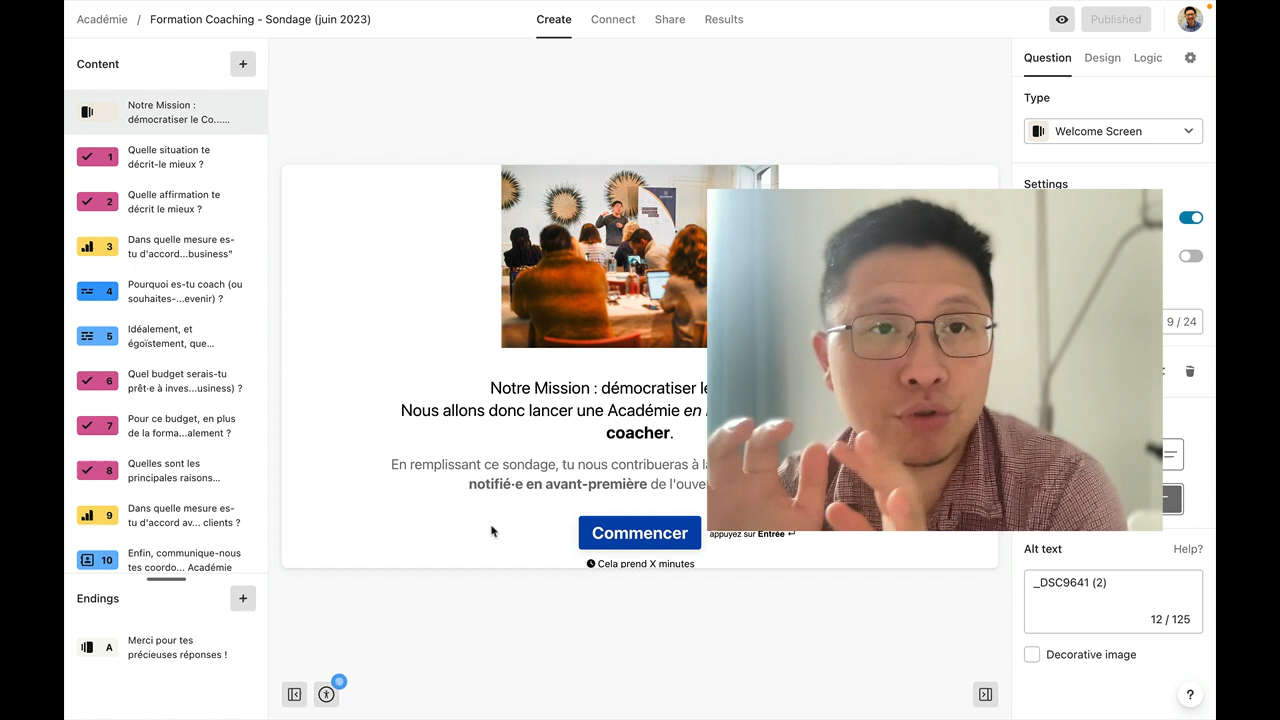 Académie / Formation Coaching - Sondage (juin 2023)
Create
Connect
Share
Results
Published
Content
+
Notre Mission :
démocratiser le Co......
1
Quelle situation te
décrit-le mieux ?
2
Quelle affirmation te
décrit le mieux ?
3
Dans quelle mesure es-
tu d'accord...business"
4
Pourquoi es-tu coach (ou
souhaites-...evenir) ?
5
Idéalement, et
égoïstement, que...
6
Quel budget serais-tu
prêt·e à inves...usiness) ?
7
Pour ce budget, en plus
de la forma...alement ?
8
Quelles sont les
principales raisons...
9
Dans quelle mesure es-
tu d'accord av... clients ?
10
Enfin, communique-nous
tes coordo... Académie
Endings
+
A
Merci pour tes
précieuses réponses !
Notre Mission : démocratiser le
Nous allons donc lancer une Académie en
coacher.
En remplissant ce sondage, tu nous contribueras à la
notifié·e en avant-première de l'ouve
Commencer
appuyez sur Entrée ↵
Cela prend X minutes
Question
Design
Logic
Type
Welcome Screen
Settings
9 / 24
Alt text
Help?
_DSC9641 (2)
12 / 125
Decorative image
?